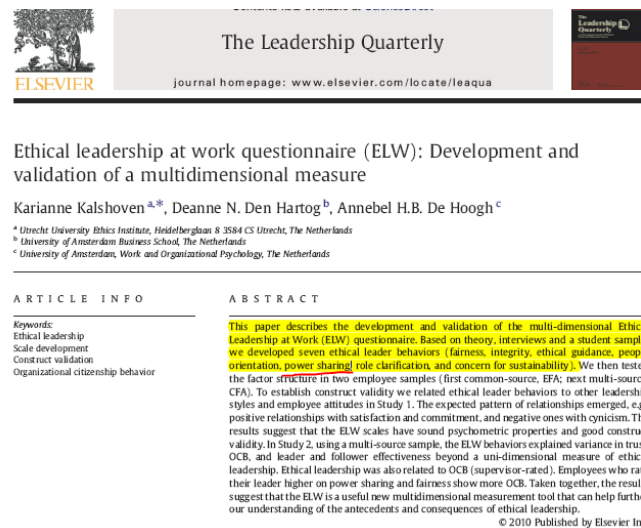 The Leadership Quarterly
journal homepage: www.elsevier.com/locate/leaqua
ELSEVIER
The
Leadership
Quarterly
Ethical leadership at work questionnaire (ELW): Development and
validation of a multidimensional measure
Karianne Kalshoven a,*, Deanne N. Den Hartog b, Annebel H.B. De Hoogh c
a Utrecht University Ethics Institute, Heidelberglaan 8 3584 CS Utrecht, The Netherlands
b University of Amsterdam Business School, The Netherlands
c University of Amsterdam, Work and Organizational Psychology, The Netherlands
ARTICLE INFO
Keywords:
Ethical leadership
Scale development
Construct validation
Organizational citizenship behavior
ABSTRACT
This paper describes the development and validation of the multi-dimensional Ethic
Leadership at Work (ELW) questionnaire. Based on theory, interviews and a student sampl
we developed seven ethical leader behaviors (fairness, integrity, ethical guidance, peop
orientation, power sharing, role clarification, and concern for sustainability). We then teste
the factor structure in two employee samples (first common-source, EFA; next multi-sourc
CFA). To establish construct validity we related ethical leader behaviors to other leadershi
styles and employee attitudes in Study 1. The expected pattern of relationships emerged, e.g
positive relationships with satisfaction and commitment, and negative ones with cynicism. Th
results suggest that the ELW scales have sound psychometric properties and good construc
validity. In Study 2, using a multi-source sample, the ELW behaviors explained variance in trus
OCB, and leader and follower effectiveness beyond a uni-dimensional measure of ethic
leadership. Ethical leadership was also related to OCB (supervisor-rated). Employees who rat
their leader higher on power sharing and fairness show more OCB. Taken together, the result
suggest that the ELW is a useful new multidimensional measurement tool that can help furthe
our understanding of the antecedents and consequences of ethical leadership.
© 2010 Published by Elsevier In